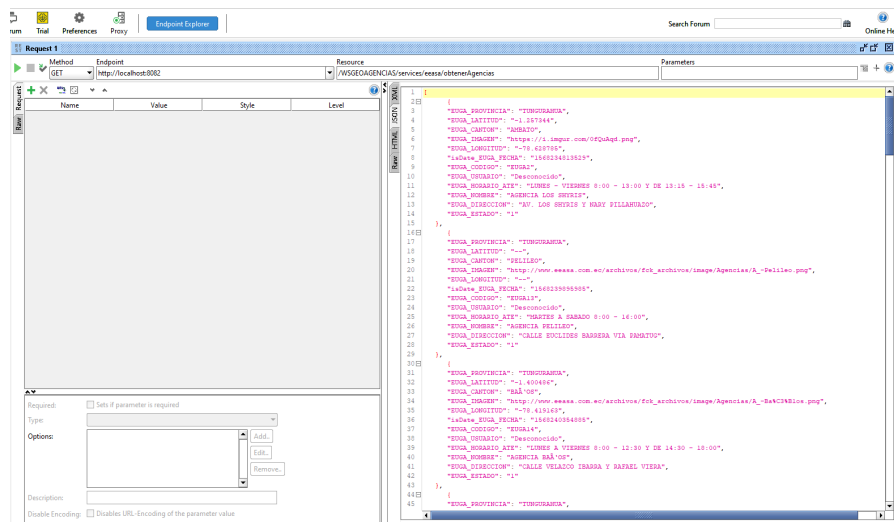 rum Trial Preferences Proxy Endpoint Explorer Search Forum Online He
Request 1
Method Endpoint Resource Parameters
GET http://localhost:8082 /WSGEOAGENCIAS/services/eeasa/obtenerAgencias
Request
Raw
Name Value Style Level
Required: Sets if parameter is required
Type:
Options: Add..
Edit..
Remove..
Description:
Disable Encoding: Disables URL-Encoding of the parameter value.
XML
JSON
HTML
Raw
1 [
2 {
3 "EUGA_PROVINCIA": "TUNGURAHUA",
4 "EUGA_LATITUD": "-1.257344",
5 "EUGA_CANTON": "AMBATO",
6 "EUGA_IMAGEN": "https://i.imgur.com/0fQuAqd.png",
7 "EUGA_LONGITUD": "-78.628785",
8 "isDate_EUGA_FECHA": "1568234813529",
9 "EUGA_CODIGO": "EUGA2",
10 "EUGA_USUARIO": "Desconocido",
11 "EUGA_HORARIO_ATE": "LUNES - VIERNES 8:00 - 13:00 Y DE 13:15 - 15:45",
12 "EUGA_NOMBRE": "AGENCIA LOS SHYRIS",
13 "EUGA_DIRECCION": "AV. LOS SHYRIS Y NARY PILLAHUAZO",
14 "EUGA_ESTADO": "1"
15 },
16 {
17 "EUGA_PROVINCIA": "TUNGURAHUA",
18 "EUGA_LATITUD": "--",
19 "EUGA_CANTON": "PELILEO",
20 "EUGA_IMAGEN": "http://www.eeasa.com.ec/archivos/fck_archivos/image/Agencias/A_-Pelileo.png",
21 "EUGA_LONGITUD": "--",
22 "isDate_EUGA_FECHA": "1568239895985",
23 "EUGA_CODIGO": "EUGA13",
24 "EUGA_USUARIO": "Desconocido",
25 "EUGA_HORARIO_ATE": "MARTES A SABADO 8:00 - 16:00",
26 "EUGA_NOMBRE": "AGENCIA PELILEO",
27 "EUGA_DIRECCION": "CALLE EUCLIDES BARRERA VIA PAMATUG",
28 "EUGA_ESTADO": "1"
29 },
30 {
31 "EUGA_PROVINCIA": "TUNGURAHUA",
32 "EUGA_LATITUD": "-1.400486",
33 "EUGA_CANTON": "BAÃ'OS",
34 "EUGA_IMAGEN": "http://www.eeasa.com.ec/archivos/fck_archivos/image/Agencias/A_-Ba%C3%B1os.png",
35 "EUGA_LONGITUD": "-78.419163",
36 "isDate_EUGA_FECHA": "1568240354885",
37 "EUGA_CODIGO": "EUGA14",
38 "EUGA_USUARIO": "Desconocido",
39 "EUGA_HORARIO_ATE": "LUNES A VIERNES 8:00 - 12:30 Y DE 14:30 - 18:00",
40 "EUGA_NOMBRE": "AGENCIA BAÃ'OS",
41 "EUGA_DIRECCION": "CALLE VELAZCO IBARRA Y RAFAEL VIERA",
42 "EUGA_ESTADO": "1"
43 },
44 {
45 "EUGA_PROVINCIA": "TUNGURAHUA",